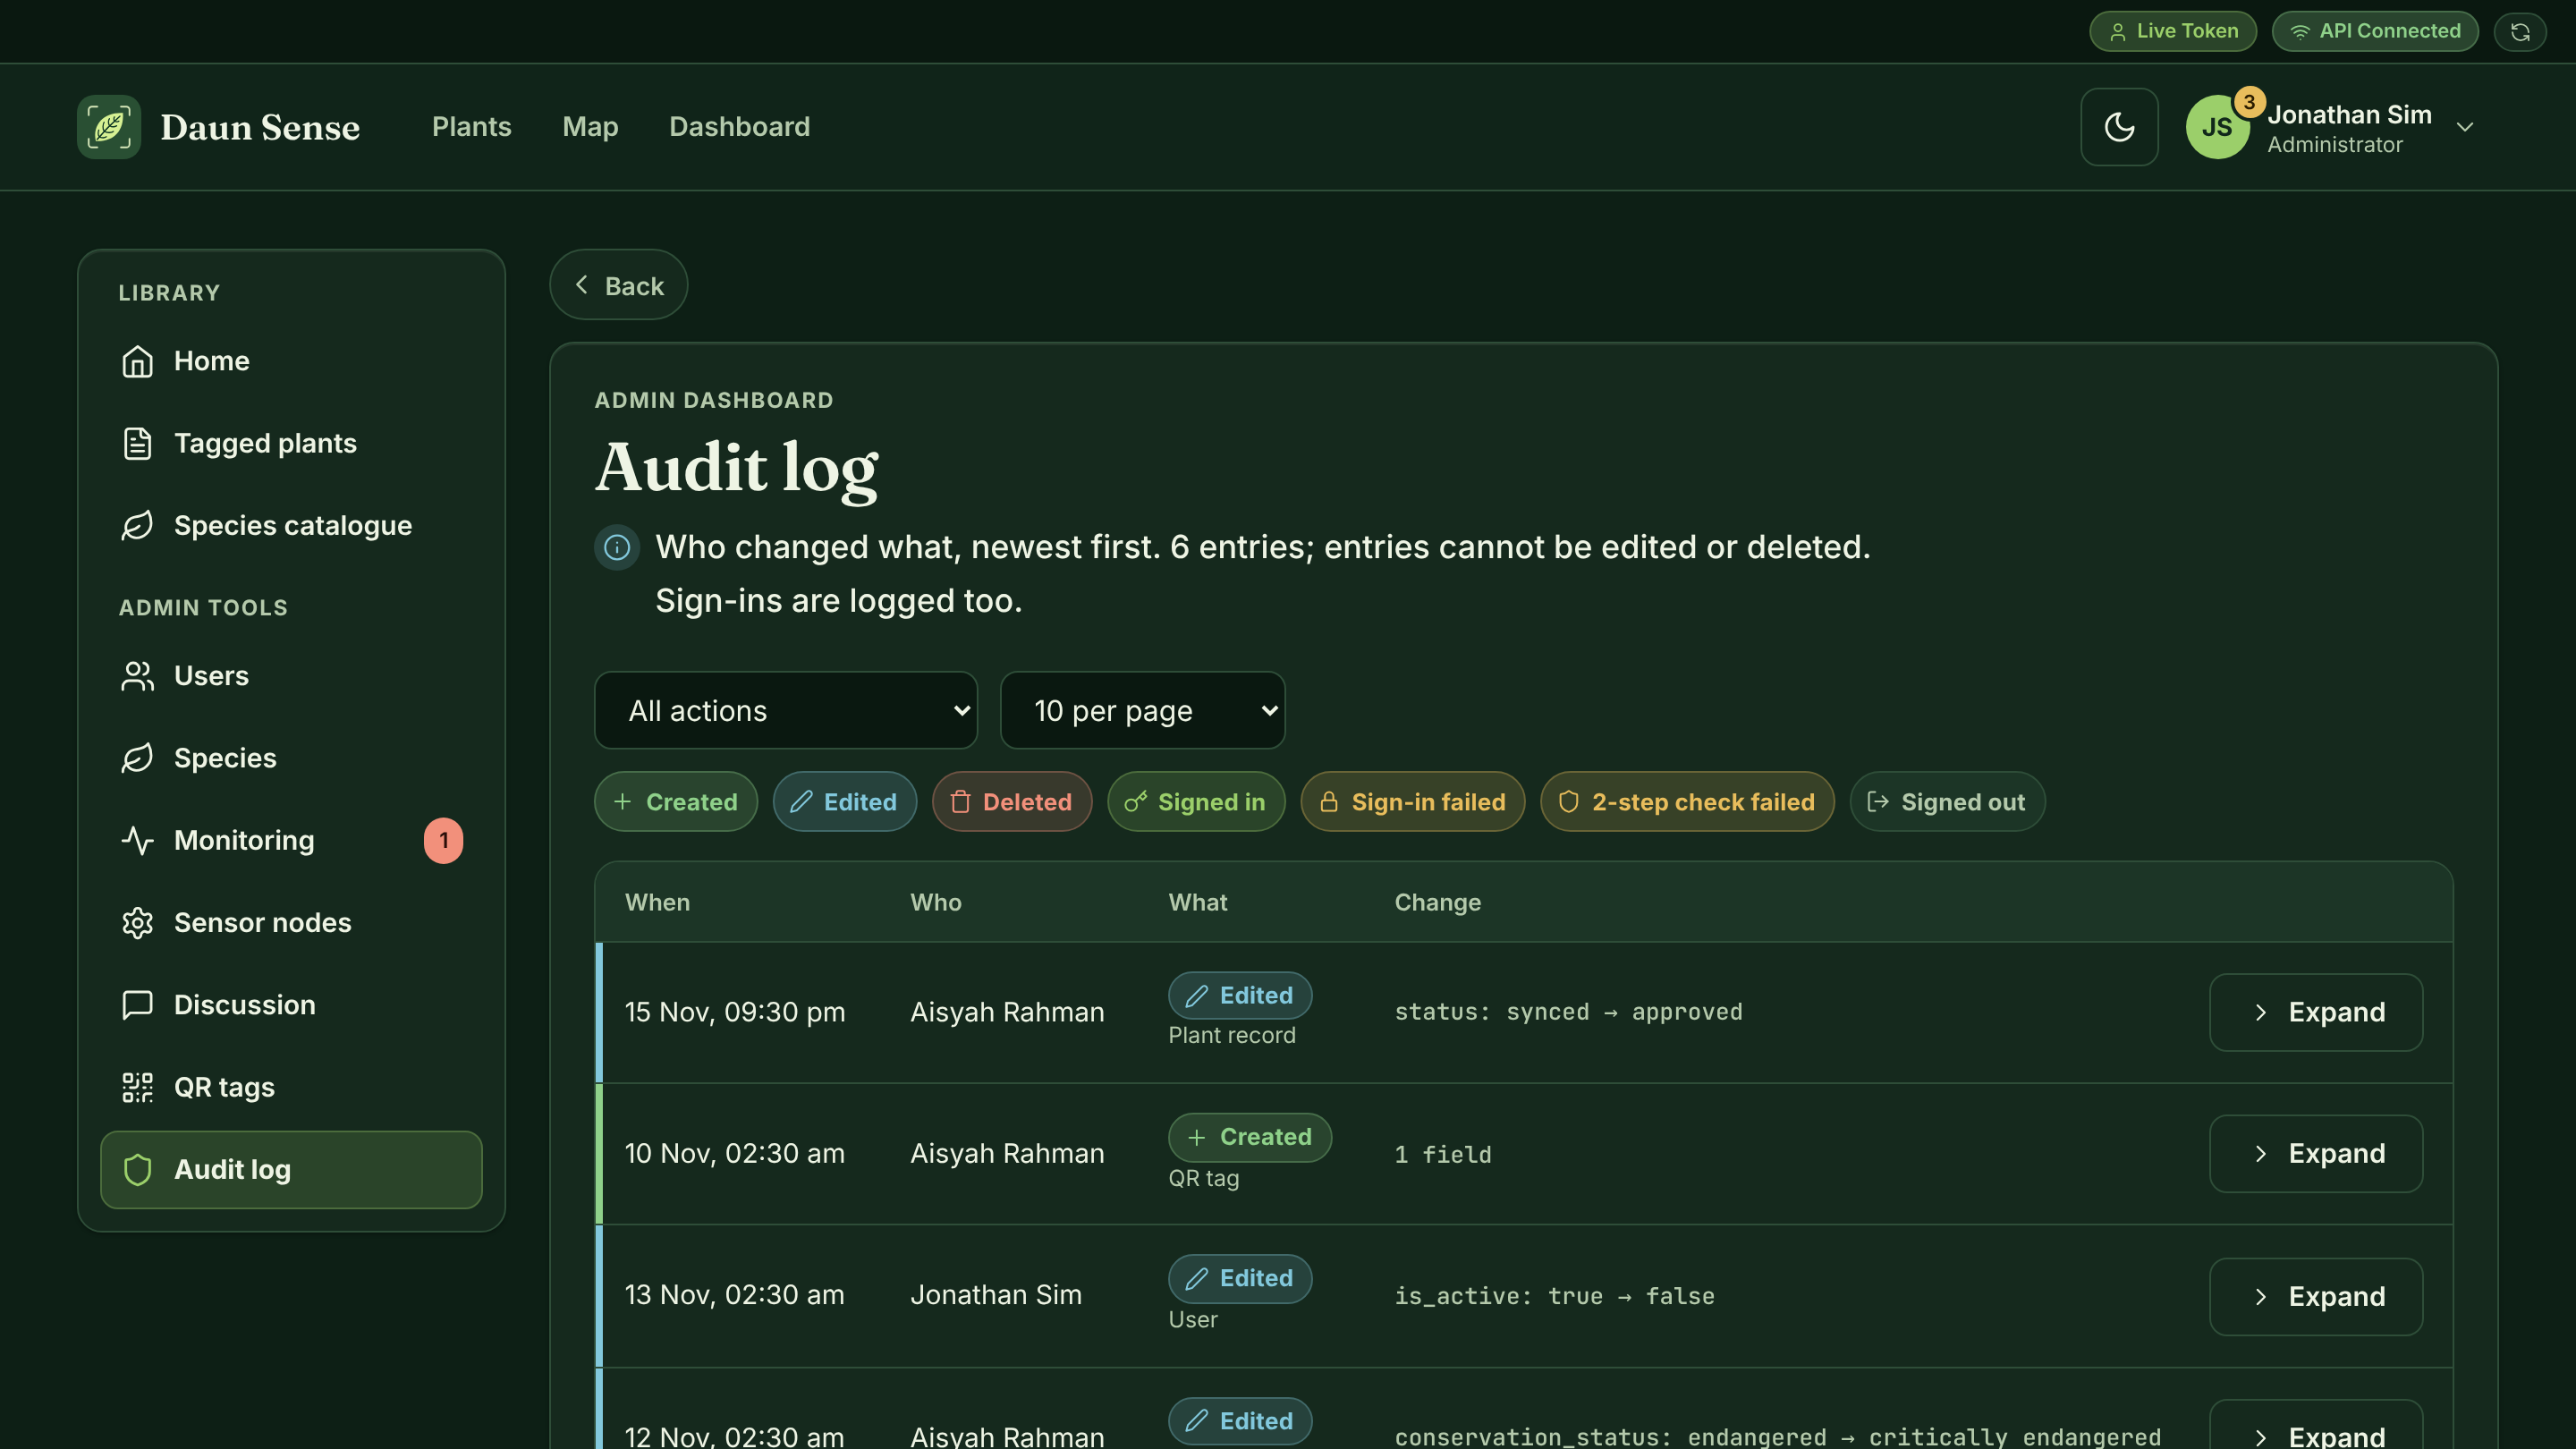 Live Token
API Connected
Daun Sense
Plants
Map
Dashboard
JS
3
Jonathan Sim
Administrator
LIBRARY
Home
Tagged plants
Species catalogue
ADMIN TOOLS
Users
Species
Monitoring
1
Sensor nodes
Discussion
QR tags
Audit log
Back
ADMIN DASHBOARD
Audit log
Who changed what, newest first. 6 entries; entries cannot be edited or deleted.
Sign-ins are logged too.
All actions
10 per page
Created
Edited
Deleted
Signed in
Sign-in failed
2-step check failed
Signed out
When Who What Change
15 Nov, 09:30 pm
Aisyah Rahman
Edited
Plant record
status: synced → approved
Expand
10 Nov, 02:30 am
Aisyah Rahman
Created
QR tag
1 field
Expand
13 Nov, 02:30 am
Jonathan Sim
Edited
User
is_active: true → false
Expand
12 Nov, 02:30 am
Aisyah Rahman
Edited
conservation_status: endangered → critically endangered
Expand